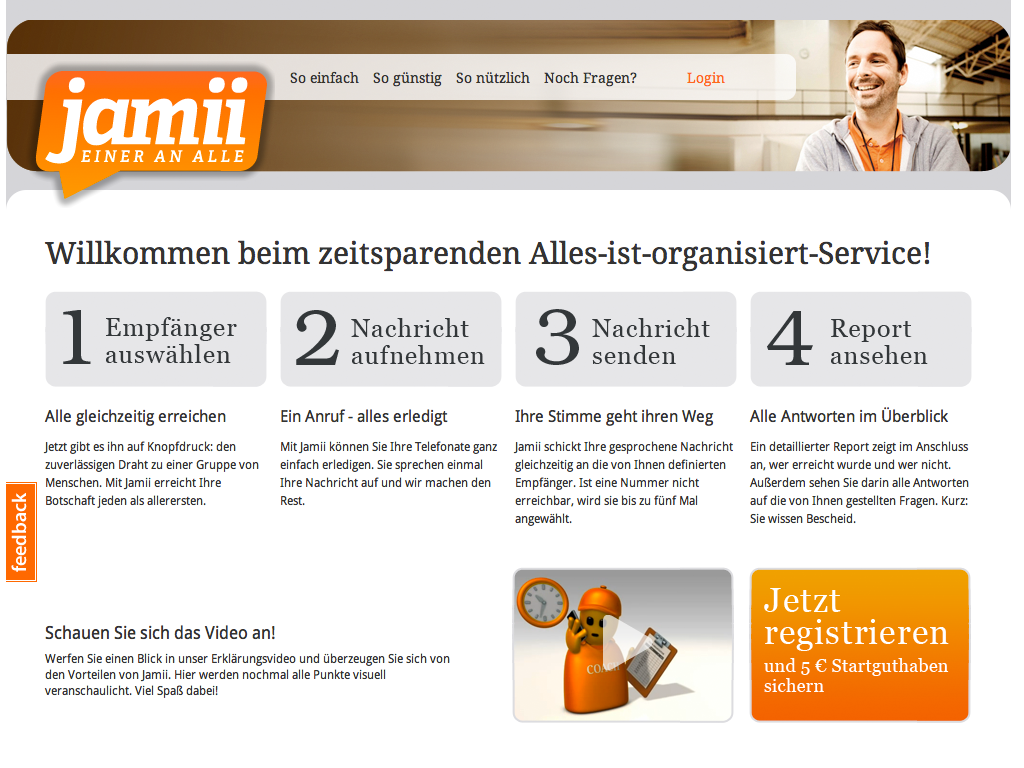 So einfach So günstig So nützlich Noch Fragen? Login
jamii
EINER AN ALLE
Willkommen beim zeitsparenden Alles-ist-organisiert-Service!
1 Empfänger
auswählen
2 Nachricht
aufnehmen
3 Nachricht
senden
4 Report
ansehen
Alle gleichzeitig erreichen
Jetzt gibt es ihn auf Knopfdruck: den
zuverlässigen Draht zu einer Gruppe von
Menschen. Mit Jamii erreicht Ihre
Botschaft jeden als allerersten.
Ein Anruf - alles erledigt
Mit Jamii können Sie Ihre Telefonate ganz
einfach erledigen. Sie sprechen einmal
Ihre Nachricht auf und wir machen den
Rest.
Ihre Stimme geht ihren Weg
Jamii schickt Ihre gesprochene Nachricht
gleichzeitig an die von Ihnen definierten
Empfänger. Ist eine Nummer nicht
erreichbar, wird sie bis zu fünf Mal
angewählt.
Alle Antworten im Überblick
Ein detaillierter Report zeigt im Anschluss
an, wer erreicht wurde und wer nicht.
Außerdem sehen Sie darin alle Antworten
auf die von Ihnen gestellten Fragen. Kurz:
Sie wissen Bescheid.
feedback
Schauen Sie sich das Video an!
Werfen Sie einen Blick in unser Erklärungsvideo und überzeugen Sie sich von
den Vorteilen von Jamii. Hier werden nochmal alle Punkte visuell
veranschaulicht. Viel Spaß dabei!
COACH
Jetzt
registrieren
und 5 € Startguthaben
sichern